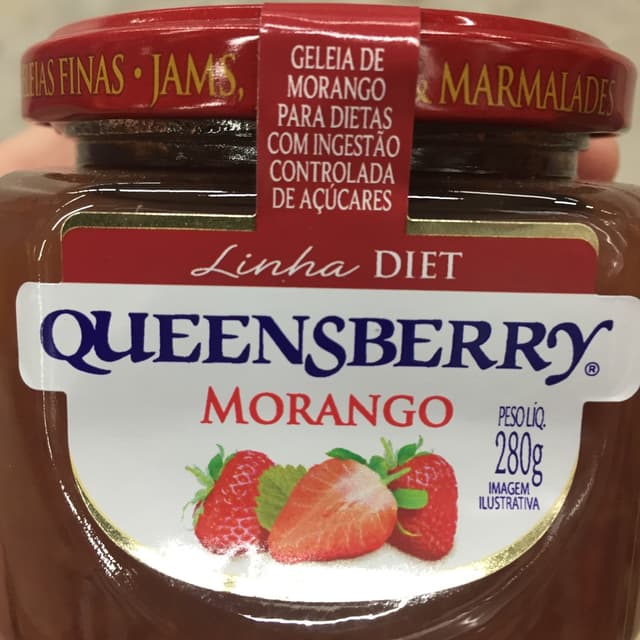 FINAS • JAMS,
& MARMALADES
GELEIA DE
MORANGO
PARA DIETAS
COM INGESTÃO
CONTROLADA
DE AÇÚCARES
Linha DIET
QUEENSBERRY®
MORANGO
PESO LÍQ.
280g
IMAGEM
ILUSTRATIVA